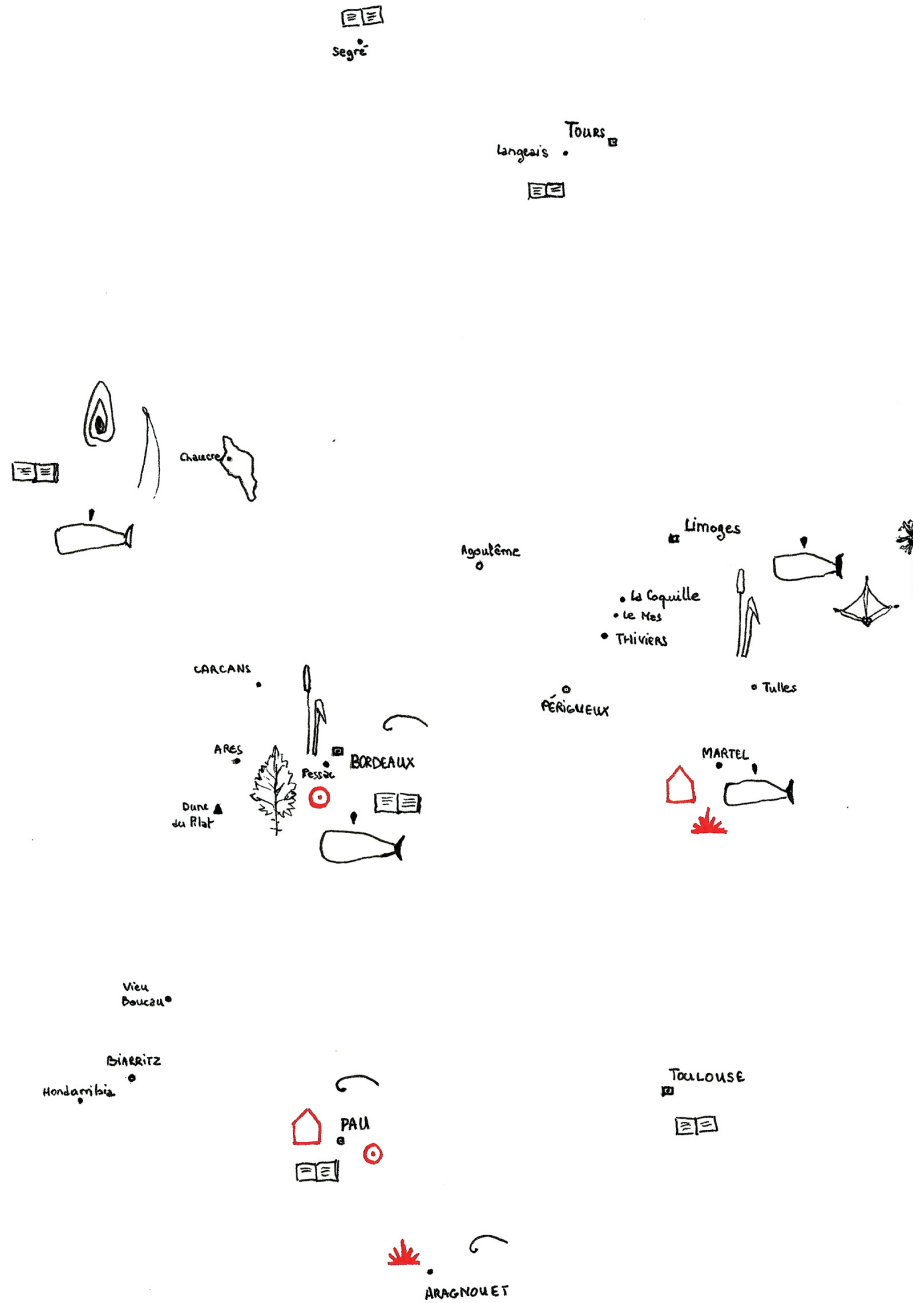 Segré
TOURS
Langeais
Chaucre
Limoges
Agoulême
La Coquille
Le Mas
THIVIERS
CARCANS
Tulles
PÉRIGUEUX
ARES
Pessac
BORDEAUX
MARTEL
Dune
du Pilat
Vieu
Boucau
BIARRITZ
Hondarribia
TOULOUSE
PAU
ARAGNOUET